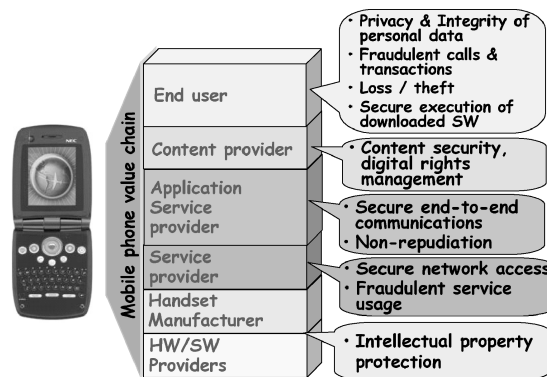 NEC
Mobile phone value chain
End user
Content provider
Application
Service
provider
Service
provider
Handset
Manufacturer
HW/SW
Providers
• Privacy & Integrity of
personal data
• Fraudulent calls &
transactions
• Loss / theft
• Secure execution of
downloaded SW
• Content security,
digital rights
management
• Secure end-to-end
communications
• Non-repudiation
• Secure network access
• Fraudulent service
usage
• Intellectual property
protection